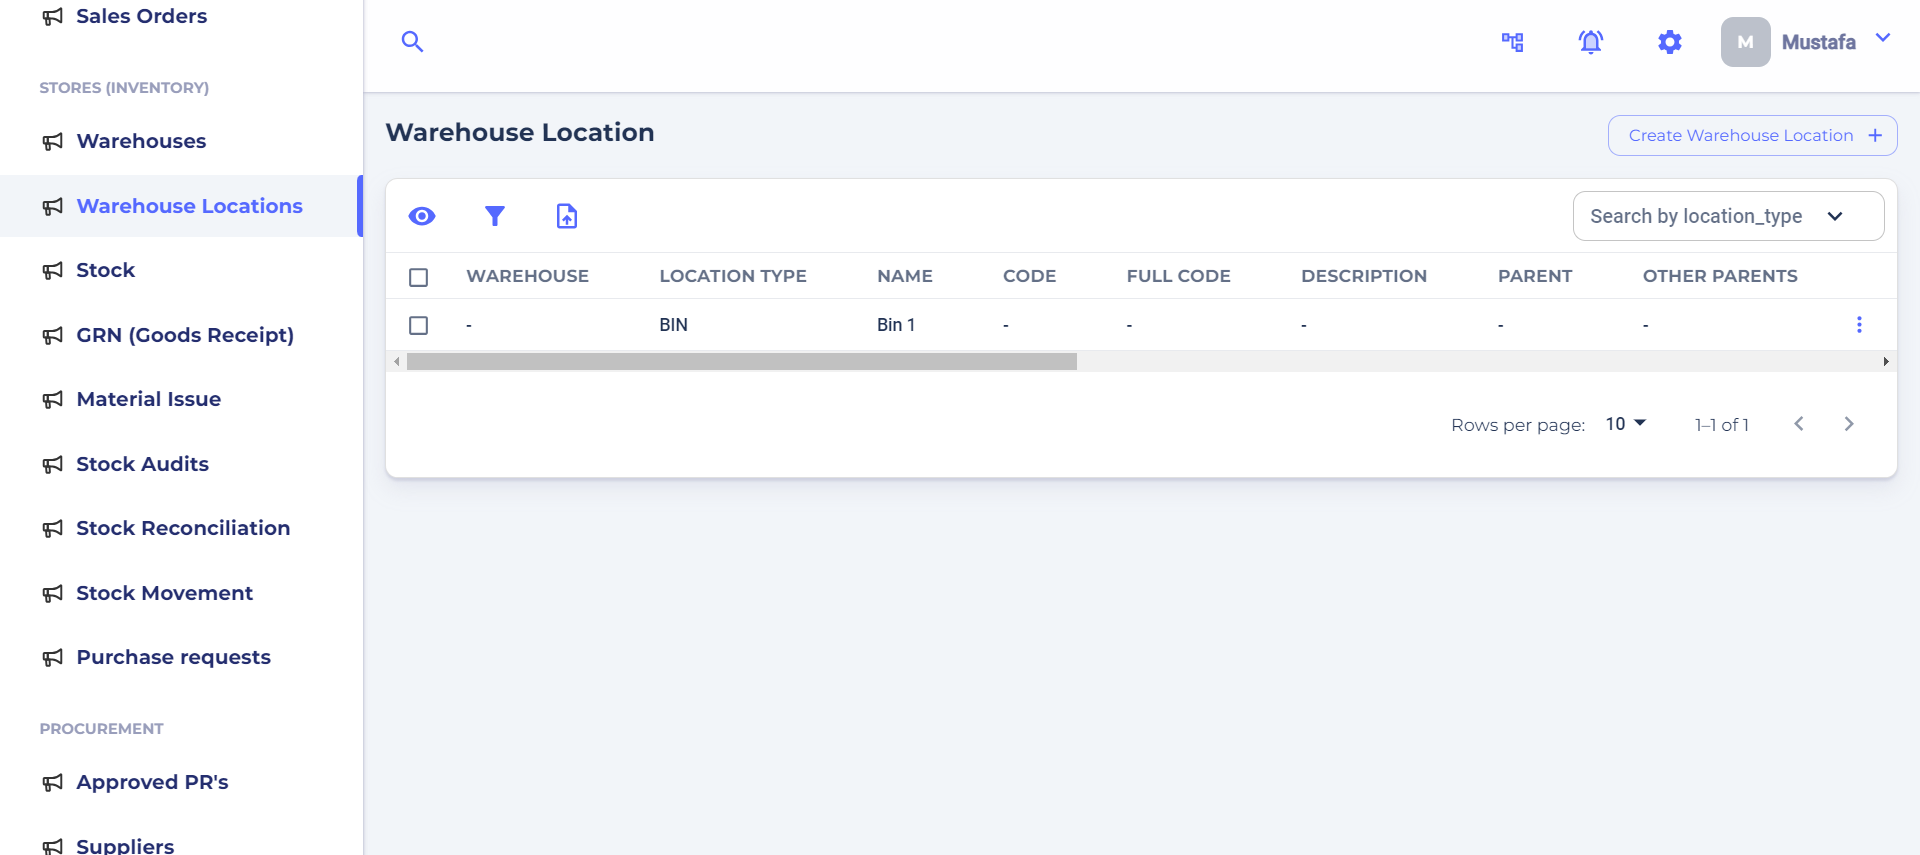 Sales Orders
STORES (INVENTORY)
Warehouses
Warehouse Locations
Stock
GRN (Goods Receipt)
Material Issue
Stock Audits
Stock Reconciliation
Stock Movement
Purchase requests
PROCUREMENT
Approved PR's
Suppliers
M Mustafa
Warehouse Location
Create Warehouse Location +
Search by location_type
WAREHOUSE LOCATION TYPE NAME CODE FULL CODE DESCRIPTION PARENT OTHER PARENTS
- BIN Bin 1 - - - - -
Rows per page: 10 1–1 of 1